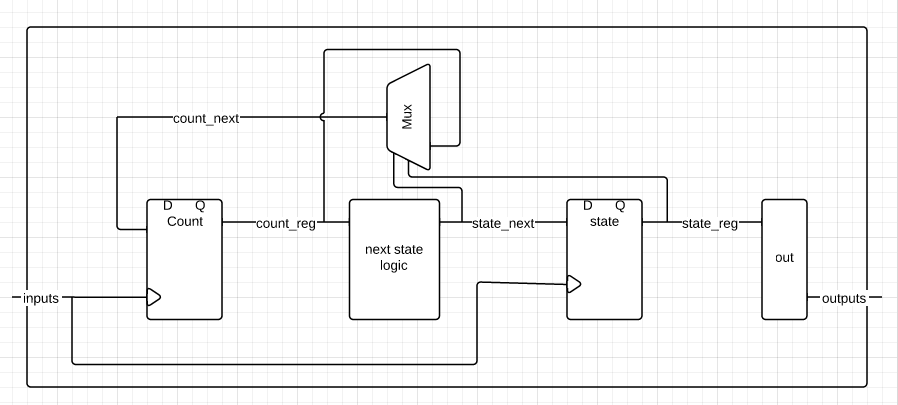 Mux
count_next
D Q
Count
count_reg
next state
logic
state_next
D Q
state
state_reg
out
inputs
outputs